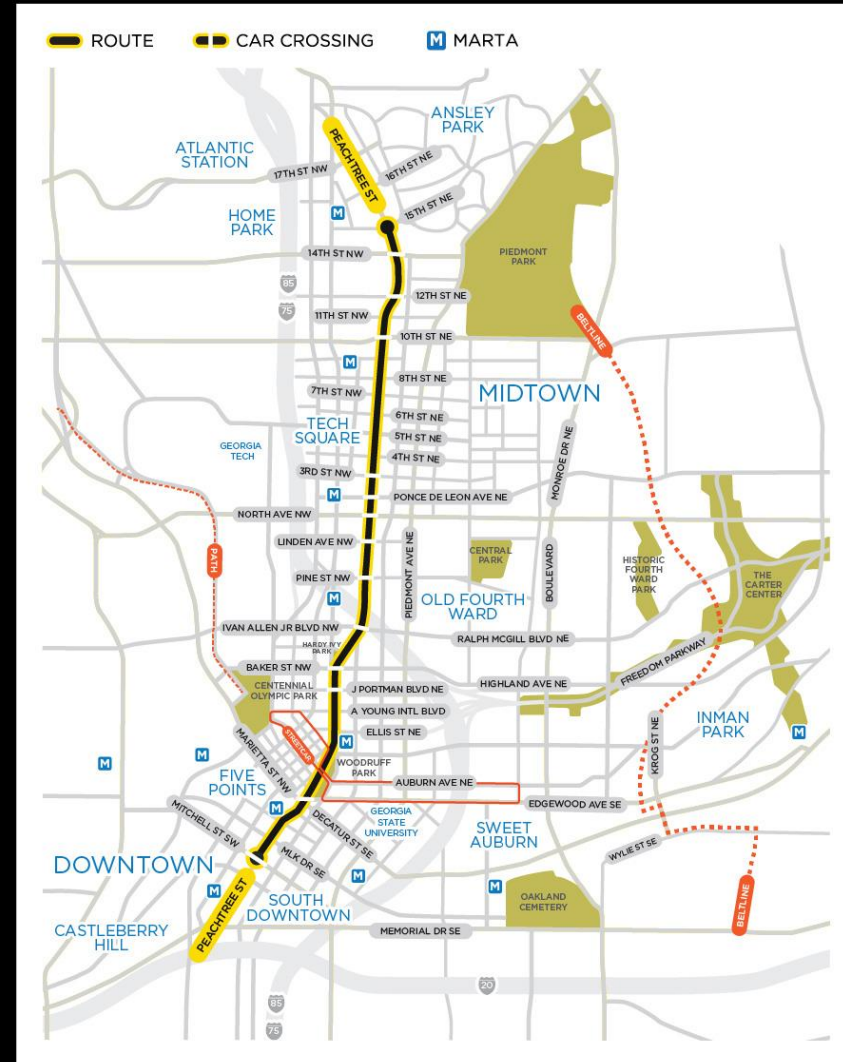 ROUTE
CAR CROSSING
M MARTA
ANSLEY
PARK
ATLANTIC
STATION
PEACHTREE ST
16TH ST NE
17TH ST NW
15TH ST NE
HOME
PARK
M
14TH ST NW
PIEDMONT
PARK
85
75
12TH ST NE
11TH ST NW
BELTLINE
10TH ST NE
M
8TH ST NE
7TH ST NW
MIDTOWN
6TH ST NE
TECH
SQUARE
5TH ST NE
GEORGIA
TECH
4TH ST NE
3RD ST NW
MONROE DR NE
M
PONCE DE LEON AVE NE
NORTH AVE NW
LINDEN AVE NW
PATH
PIEDMONT AVE NE
CENTRAL
PARK
BOULEVARD
HISTORIC
FOURTH
WARD
PARK
THE
CARTER
CENTER
PINE ST NW
M
OLD FOURTH
WARD
IVAN ALLEN JR BLVD NW
RALPH MCGILL BLVD NE
HARDY IVY
PARK
FREEDOM PARKWAY
BAKER ST NW
CENTENNIAL
OLYMPIC PARK
J PORTMAN BLVD NE
HIGHLAND AVE NE
A YOUNG INTL BLVD
STREETCAR
ELLIS ST NE
INMAN
PARK
KROG ST NE
M
M
MARIETTA ST NW
M
M
WOODRUFF
PARK
FIVE
POINTS
AUBURN AVE NE
M
EDGEWOOD AVE SE
MITCHELL ST SW
DECATUR ST SE
GEORGIA
STATE
UNIVERSITY
SWEET
AUBURN
WYLIE ST SE
DOWNTOWN
MLK DR SE
M
M
M
PEACHTREE ST
SOUTH
DOWNTOWN
OAKLAND
CEMETERY
BELTLINE
CASTLEBERRY
HILL
MEMORIAL DR SE
20
85
75